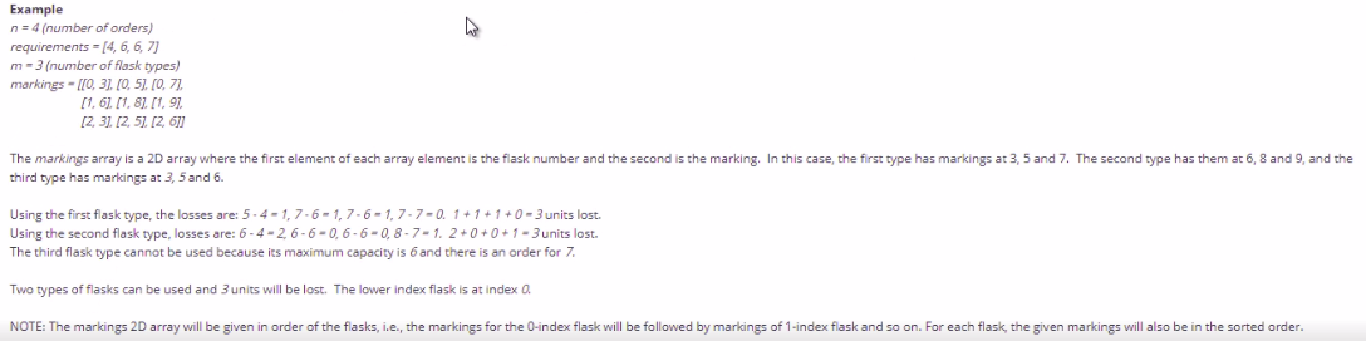 Example
n = 4 (number of orders)
requirements = [4, 6, 6, 7]
m = 3 (number of flask types)
markings = [[0, 3], [0, 5], [0, 7],
[1, 6], [1, 8], [1, 9],
[2, 3], [2, 5], [2, 6]]
The markings array is a 2D array where the first element of each array element is the flask number and the second is the marking. In this case, the first type has markings at 3, 5 and 7. The second type has them at 6, 8 and 9, and the
third type has markings at 3, 5 and 6.
Using the first flask type, the losses are: 5 - 4 = 1, 7 - 6 = 1, 7 - 6 = 1, 7 - 7 = 0. 1 + 1 + 1 + 0 = 3 units lost.
Using the second flask type, losses are: 6 - 4 = 2, 6 - 6 = 0, 6 - 6 = 0, 8 - 7 = 1. 2 + 0 + 0 + 1 = 3 units lost.
The third flask type cannot be used because its maximum capacity is 6 and there is an order for 7.
Two types of flasks can be used and 3 units will be lost. The lower index flask is at index 0.
NOTE: The markings 2D array will be given in order of the flasks, i.e., the markings for the 0-index flask will be followed by markings of 1-index flask and so on. For each flask, the given markings will also be in the sorted order.